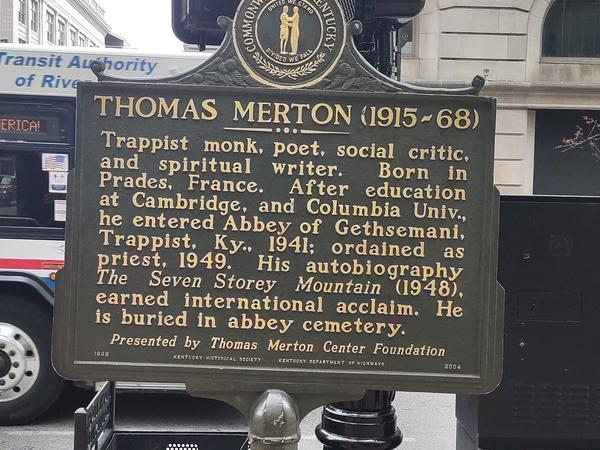 Transit Authority
of Rive
ERICA!
COMMONWEALTH KENTUCKY
UNITED WE STAND
DIVIDED WE FALL
THOMAS MERTON (1915-68)
Trappist monk, poet, social critic,
and spiritual writer. Born in
Prades, France. After education
at Cambridge, and Columbia Univ.,
he entered Abbey of Gethsemani,
Trappist, Ky., 1941; ordained as
priest, 1949. His autobiography
The Seven Storey Mountain (1948),
earned international acclaim. He
is buried in abbey cemetery.
Presented by Thomas Merton Center Foundation
KENTUCKY HISTORICAL SOCIETY KENTUCKY DEPARTMENT OF HIGHWAYS
2004